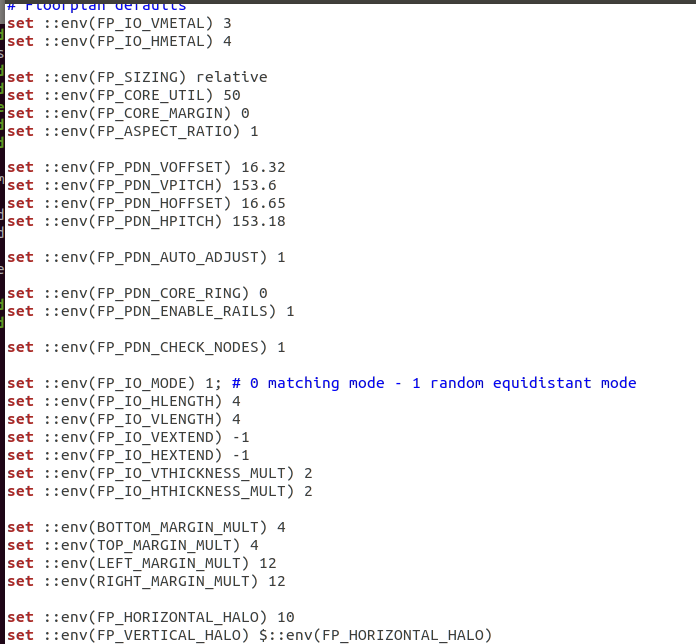 # Floorplan defaults
set ::env(FP_IO_VMETAL) 3
set ::env(FP_IO_HMETAL) 4
set ::env(FP_SIZING) relative
set ::env(FP_CORE_UTIL) 50
set ::env(FP_CORE_MARGIN) 0
set ::env(FP_ASPECT_RATIO) 1
set ::env(FP_PDN_VOFFSET) 16.32
set ::env(FP_PDN_VPITCH) 153.6
set ::env(FP_PDN_HOFFSET) 16.65
set ::env(FP_PDN_HPITCH) 153.18
set ::env(FP_PDN_AUTO_ADJUST) 1
set ::env(FP_PDN_CORE_RING) 0
set ::env(FP_PDN_ENABLE_RAILS) 1
set ::env(FP_PDN_CHECK_NODES) 1
set ::env(FP_IO_MODE) 1; # 0 matching mode - 1 random equidistant mode
set ::env(FP_IO_HLENGTH) 4
set ::env(FP_IO_VLENGTH) 4
set ::env(FP_IO_VEXTEND) -1
set ::env(FP_IO_HEXTEND) -1
set ::env(FP_IO_VTHICKNESS_MULT) 2
set ::env(FP_IO_HTHICKNESS_MULT) 2
set ::env(BOTTOM_MARGIN_MULT) 4
set ::env(TOP_MARGIN_MULT) 4
set ::env(LEFT_MARGIN_MULT) 12
set ::env(RIGHT_MARGIN_MULT) 12
set ::env(FP_HORIZONTAL_HALO) 10
set ::env(FP_VERTICAL_HALO) $::env(FP_HORIZONTAL_HALO)